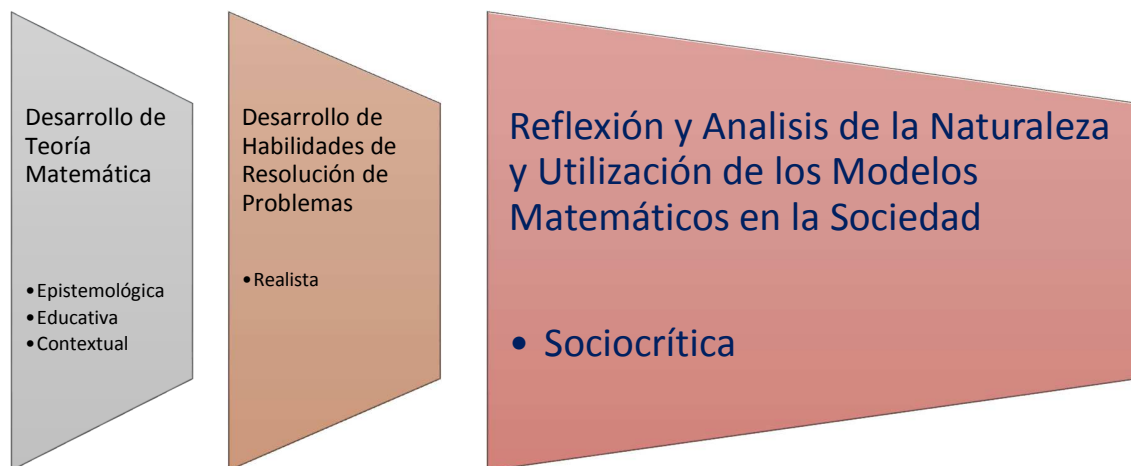 Desarrollo de
Teoría
Matemática
•Epistemológica
•Educativa
•Contextual
Desarrollo de
Habilidades de
Resolución de
Problemas
•Realista
Reflexión y Analisis de la Naturaleza
y Utilización de los Modelos
Matemáticos en la Sociedad
• Sociocrítica